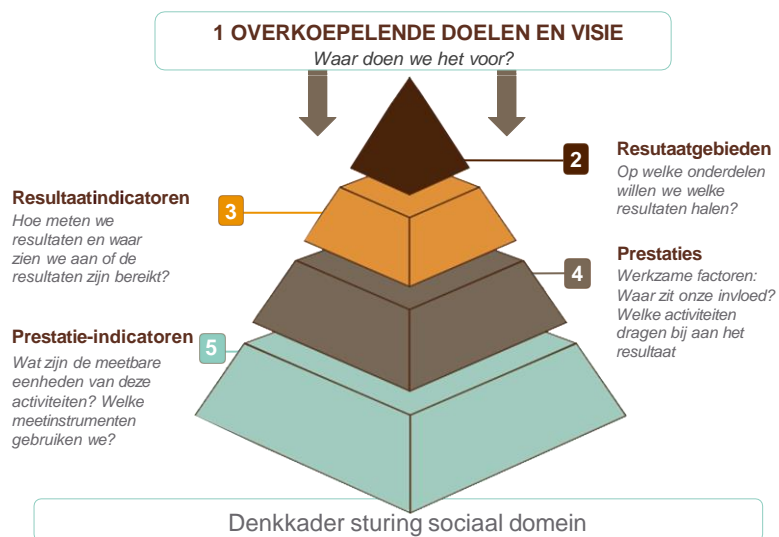 1 OVERKOEPELENDE DOELEN EN VISIE
Waar doen we het voor?
2
Resutaatgebieden
Op welke onderdelen
willen we welke
resultaten halen?
Resultaatindicatoren
3
Hoe meten we
resultaten en waar
zien we aan of de
resultaten zijn bereikt?
Prestaties
4
Werkzame factoren:
Waar zit onze invloed?
Welke activiteiten
dragen bij aan het
resultaat
Prestatie-indicatoren
5
Wat zijn de meetbare
eenheden van deze
activiteiten? Welke
meetinstrumenten
gebruiken we?
Denkkader sturing sociaal domein